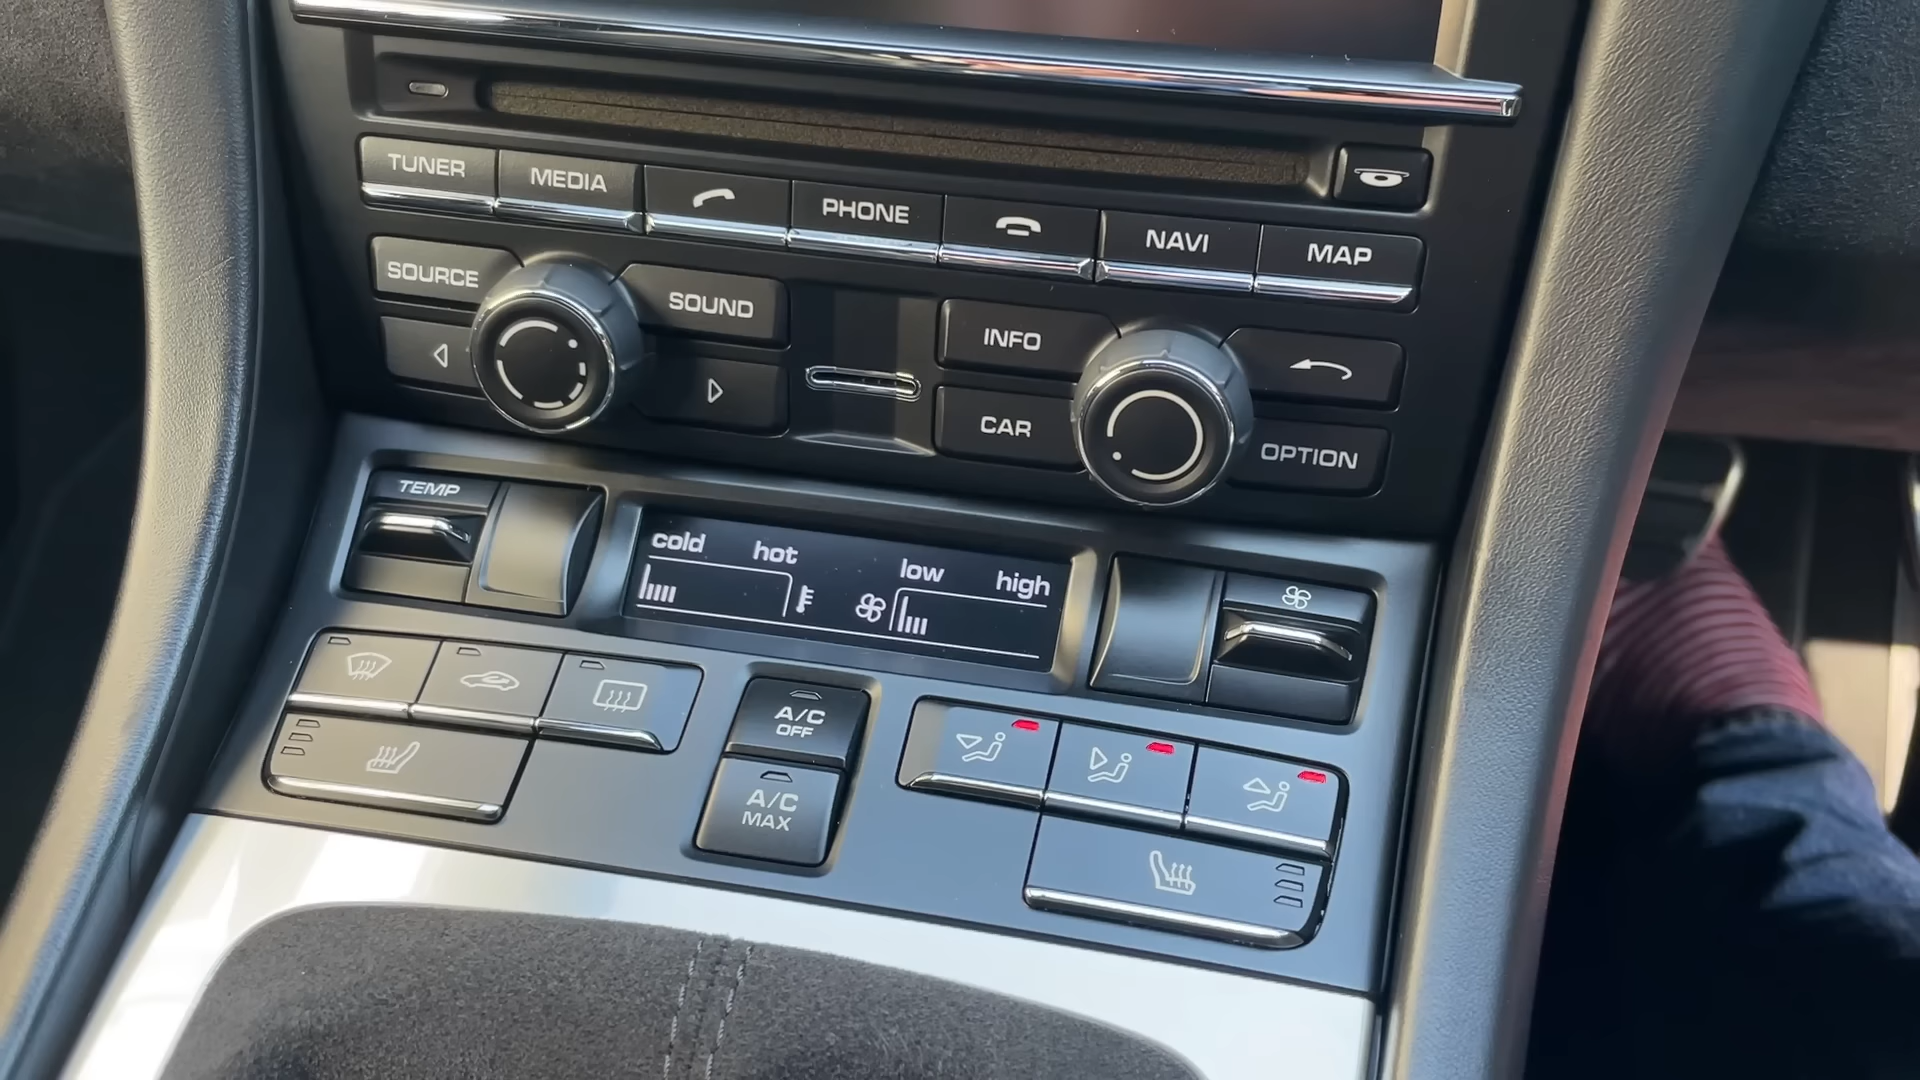 TUNER
MEDIA
PHONE
NAVI
MAP
SOURCE
SOUND
INFO
CAR
OPTION
TEMP
cold hot
low high
A/C
OFF
A/C
MAX